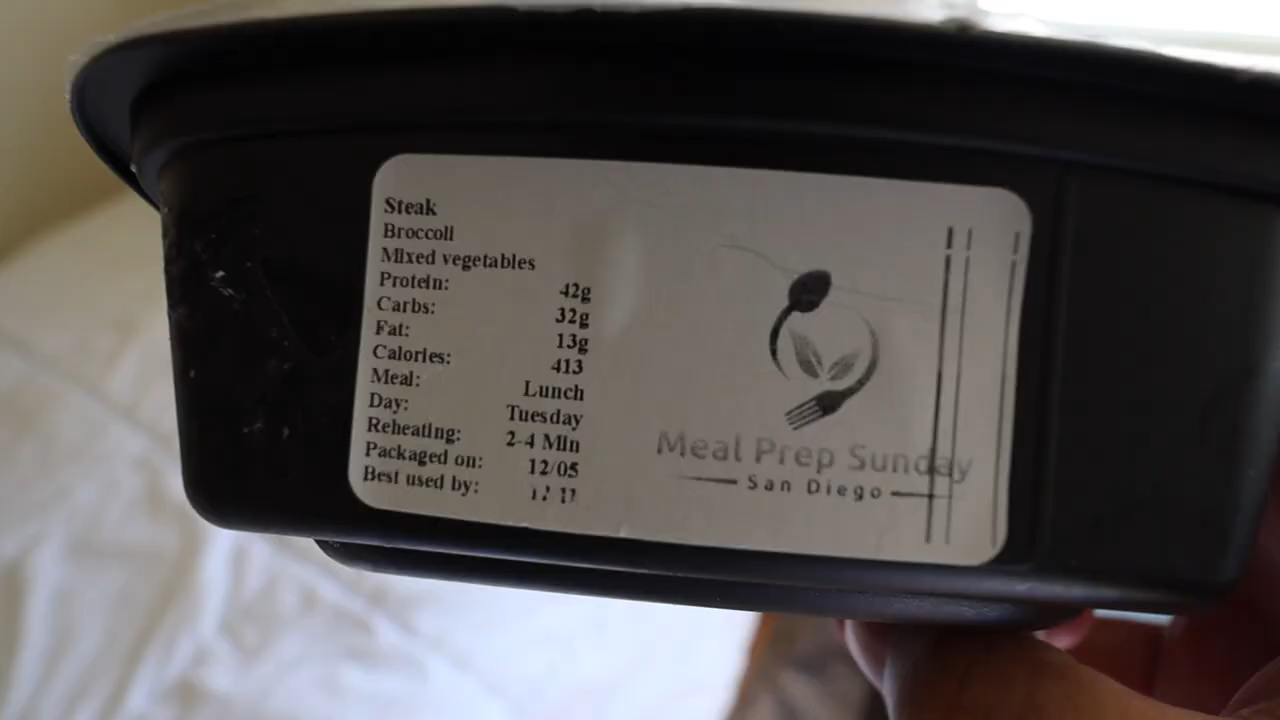 Steak
Broccoli
Mixed vegetables
Protein: 42g
Carbs: 32g
Fat: 13g
Calories: 413
Meal: Lunch
Day: Tuesday
Reheating: 2-4 Min
Packaged on: 12/05
Best used by:
Meal Prep Sunday
San Diego